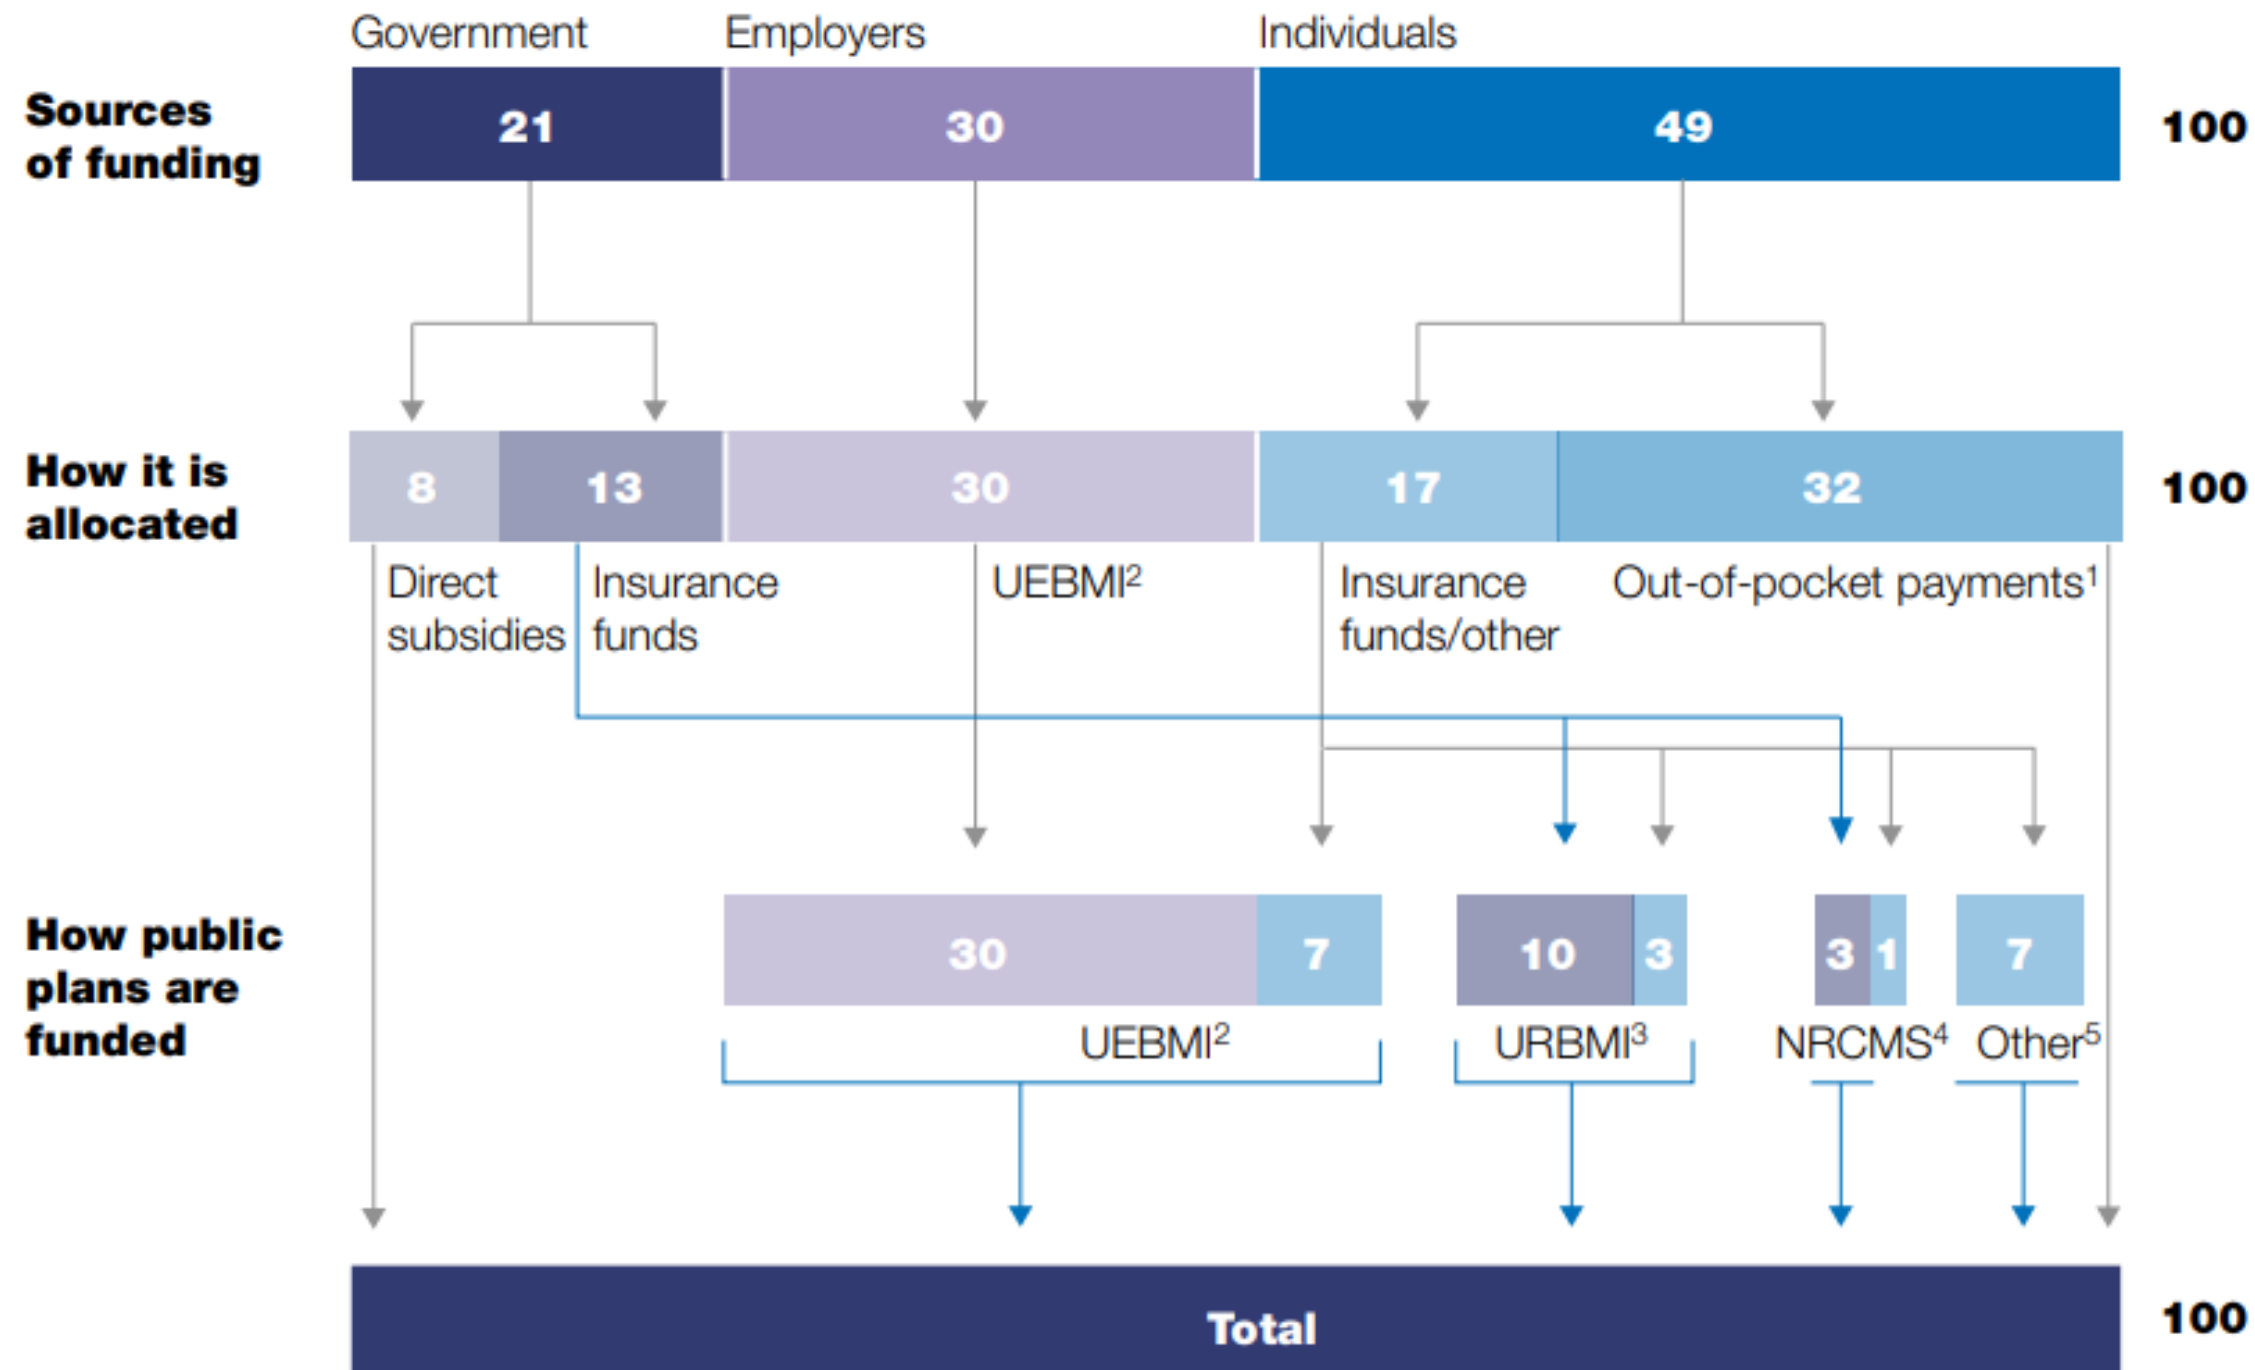 Government Employers Individuals
Sources
of funding
21 30 49 100
How it is
allocated
8 13 30 17 32 100
Direct
subsidies
Insurance
funds
UEBMI²
Insurance
funds/other
Out-of-pocket payments¹
How public
plans are
funded
30 7 10 3 3 1 7
UEBMI² URBMI³ NRCMS⁴ Other⁵
Total 100